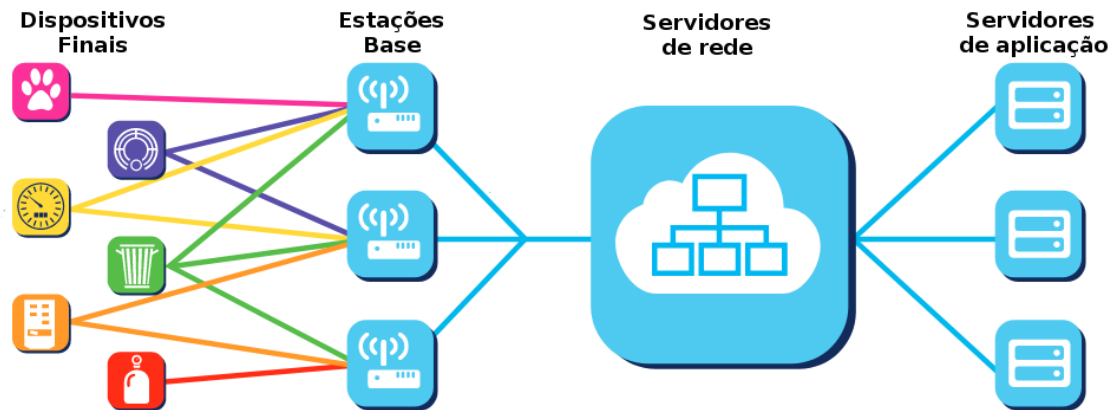 Dispositivos
Finais
Estações
Base
Servidores
de rede
Servidores
de aplicação